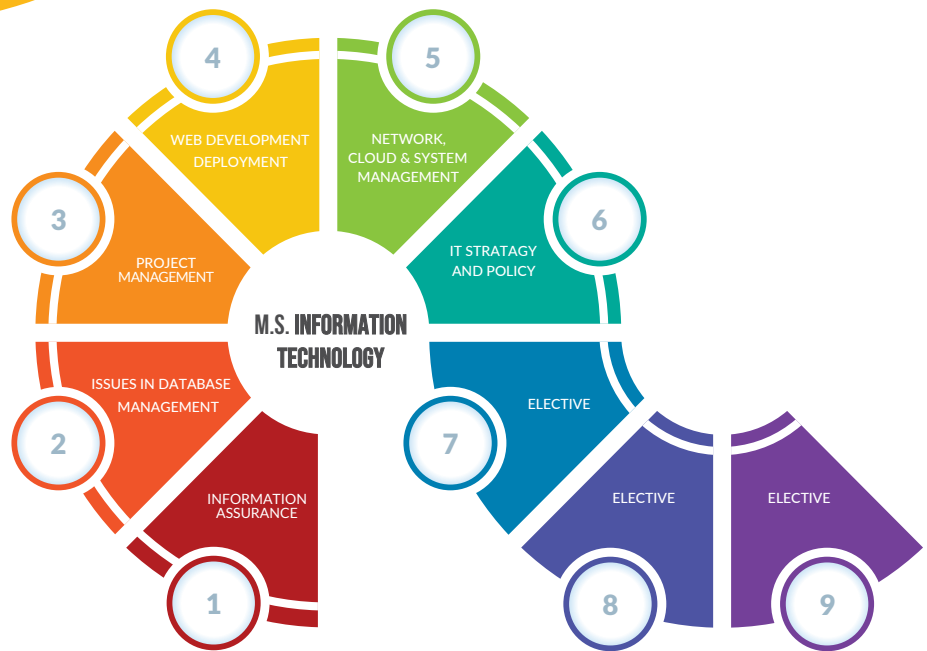 M.S. INFORMATION
TECHNOLOGY
1
INFORMATION
ASSURANCE
2
ISSUES IN DATABASE
MANAGEMENT
3
PROJECT
MANAGEMENT
4
WEB DEVELOPMENT
DEPLOYMENT
5
NETWORK,
CLOUD & SYSTEM
MANAGEMENT
6
IT STRATAGY
AND POLICY
7
ELECTIVE
8
ELECTIVE
9
ELECTIVE